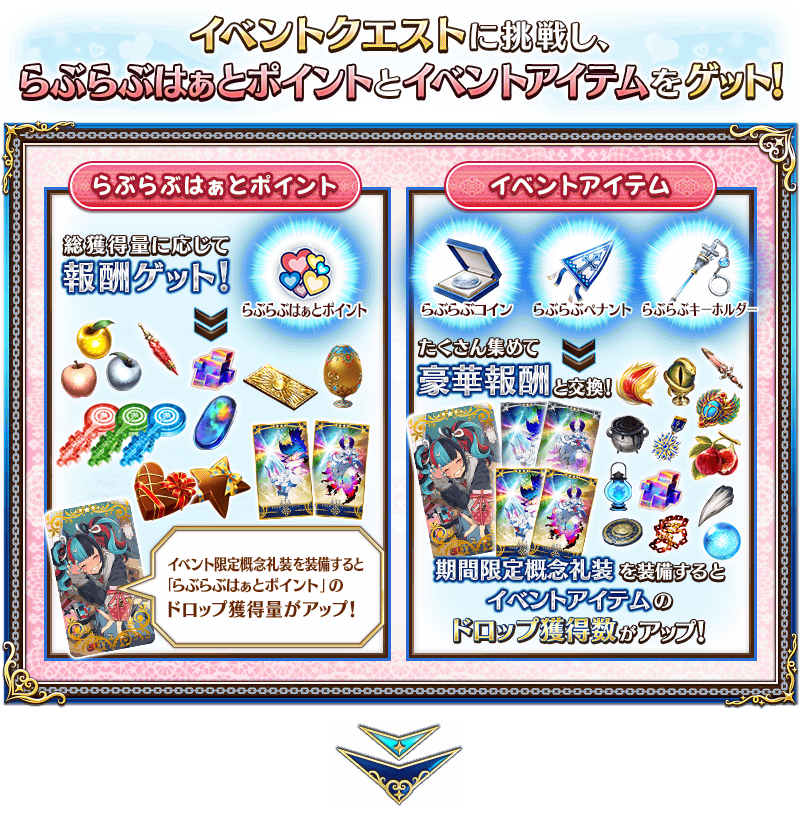 イベントクエストに挑戦し、
らぶらぶはぁとポイントとイベントアイテムをゲット!
らぶらぶはぁとポイント
総獲得量に応じて
報酬ゲット!
らぶらぶはぁとポイント
イベント限定概念礼装を装備すると
「らぶらぶはぁとポイント」の
ドロップ獲得量がアップ!
イベントアイテム
らぶらぶコイン
らぶらぶペナント
らぶらぶキーホルダー
たくさん集めて
豪華報酬と交換!
期間限定概念礼装を装備すると
イベントアイテムの
ドロップ獲得数がアップ!